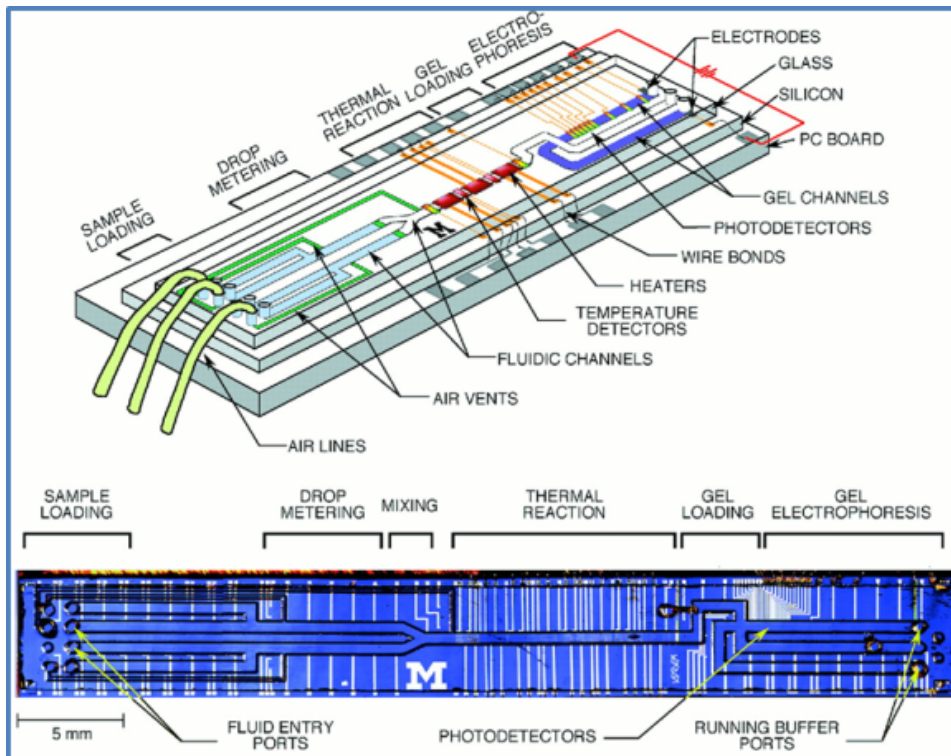 ELECTRO-
PHORESIS
GEL
LOADING
THERMAL
REACTION
DROP
METERING
SAMPLE
LOADING
ELECTRODES
GLASS
SILICON
PC BOARD
GEL CHANNELS
PHOTODETECTORS
WIRE BONDS
HEATERS
TEMPERATURE
DETECTORS
FLUIDIC CHANNELS
AIR VENTS
AIR LINES
M
SAMPLE
LOADING
DROP
METERING
MIXING
THERMAL
REACTION
GEL
LOADING
GEL
ELECTROPHORESIS
M
5 mm
FLUID ENTRY
PORTS
PHOTODETECTORS
RUNNING BUFFER
PORTS